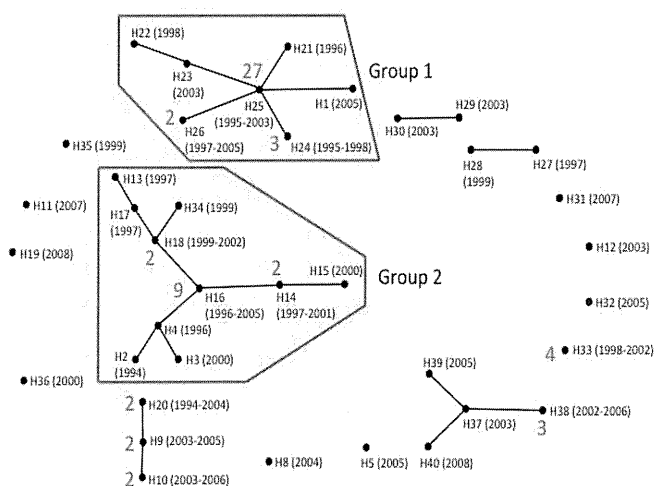 H22 (1998)
27
H21 (1996)
Group 1
H23
(2003)
H25
(1995-2003)
H1 (2005)
2
H26
(1997-2005)
3
H24 (1995-1998)
H29 (2003)
H30 (2003)
H35 (1999)
H28
(1999)
H27 (1997)
H13 (1997)
H17
(1997)
H34 (1999)
H31 (2007)
H11 (2007)
H18 (1999-2002)
2
H19 (2008)
H12 (2003)
2
H15 (2000)
Group 2
9
H16
(1996-2005)
H14
(1997-2001)
H32 (2005)
H4 (1996)
H2
(1994)
H3 (2000)
4
H33 (1998-2002)
H36 (2000)
H39 (2005)
2
H20 (1994-2004)
H37 (2003)
H38 (2002-2006)
3
2
H9 (2003-2005)
H8 (2004)
H5 (2005)
H40 (2008)
2
H10 (2003-2006)